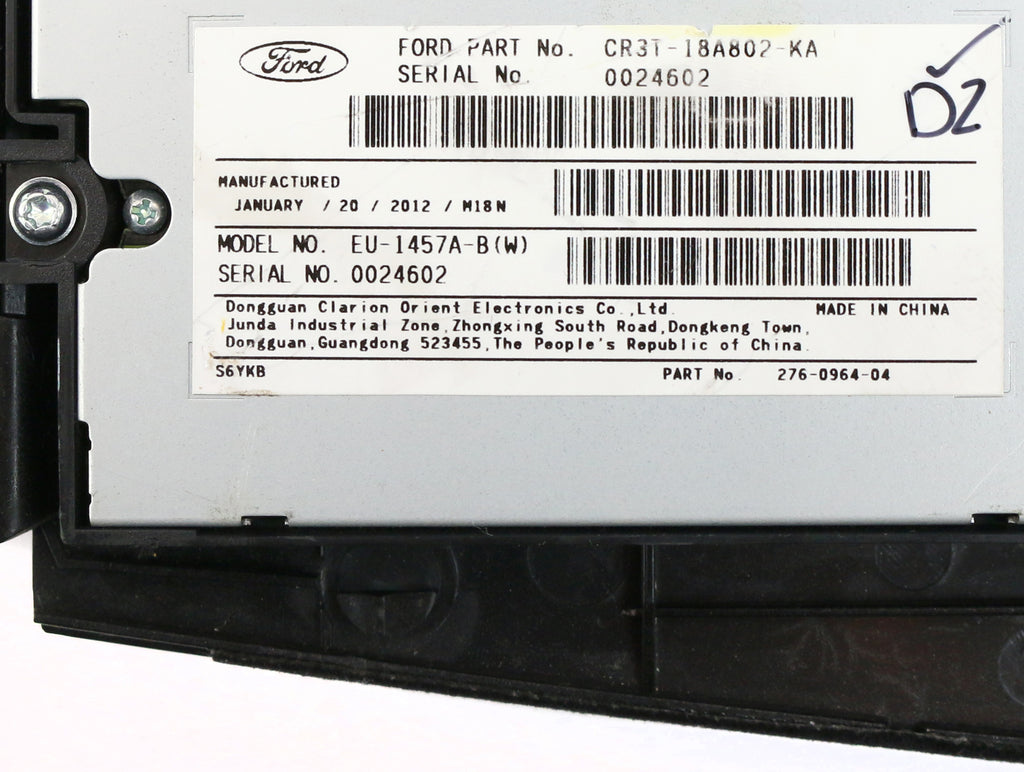 Ford
FORD PART No. CR3T-18A802-KA
SERIAL No. 0024602
D2
MANUFACTURED
JANUARY / 20 / 2012 / M18N
MODEL NO. EU-1457A-B(W)
SERIAL NO. 0024602
Dongguan Clarion Orient Electronics Co.,Ltd. MADE IN CHINA
Junda Industrial Zone,Zhongxing South Road,Dongkeng Town,
Dongguan,Guangdong 523455,The People's Republic of China.
S6YKB PART No. 276-0964-04